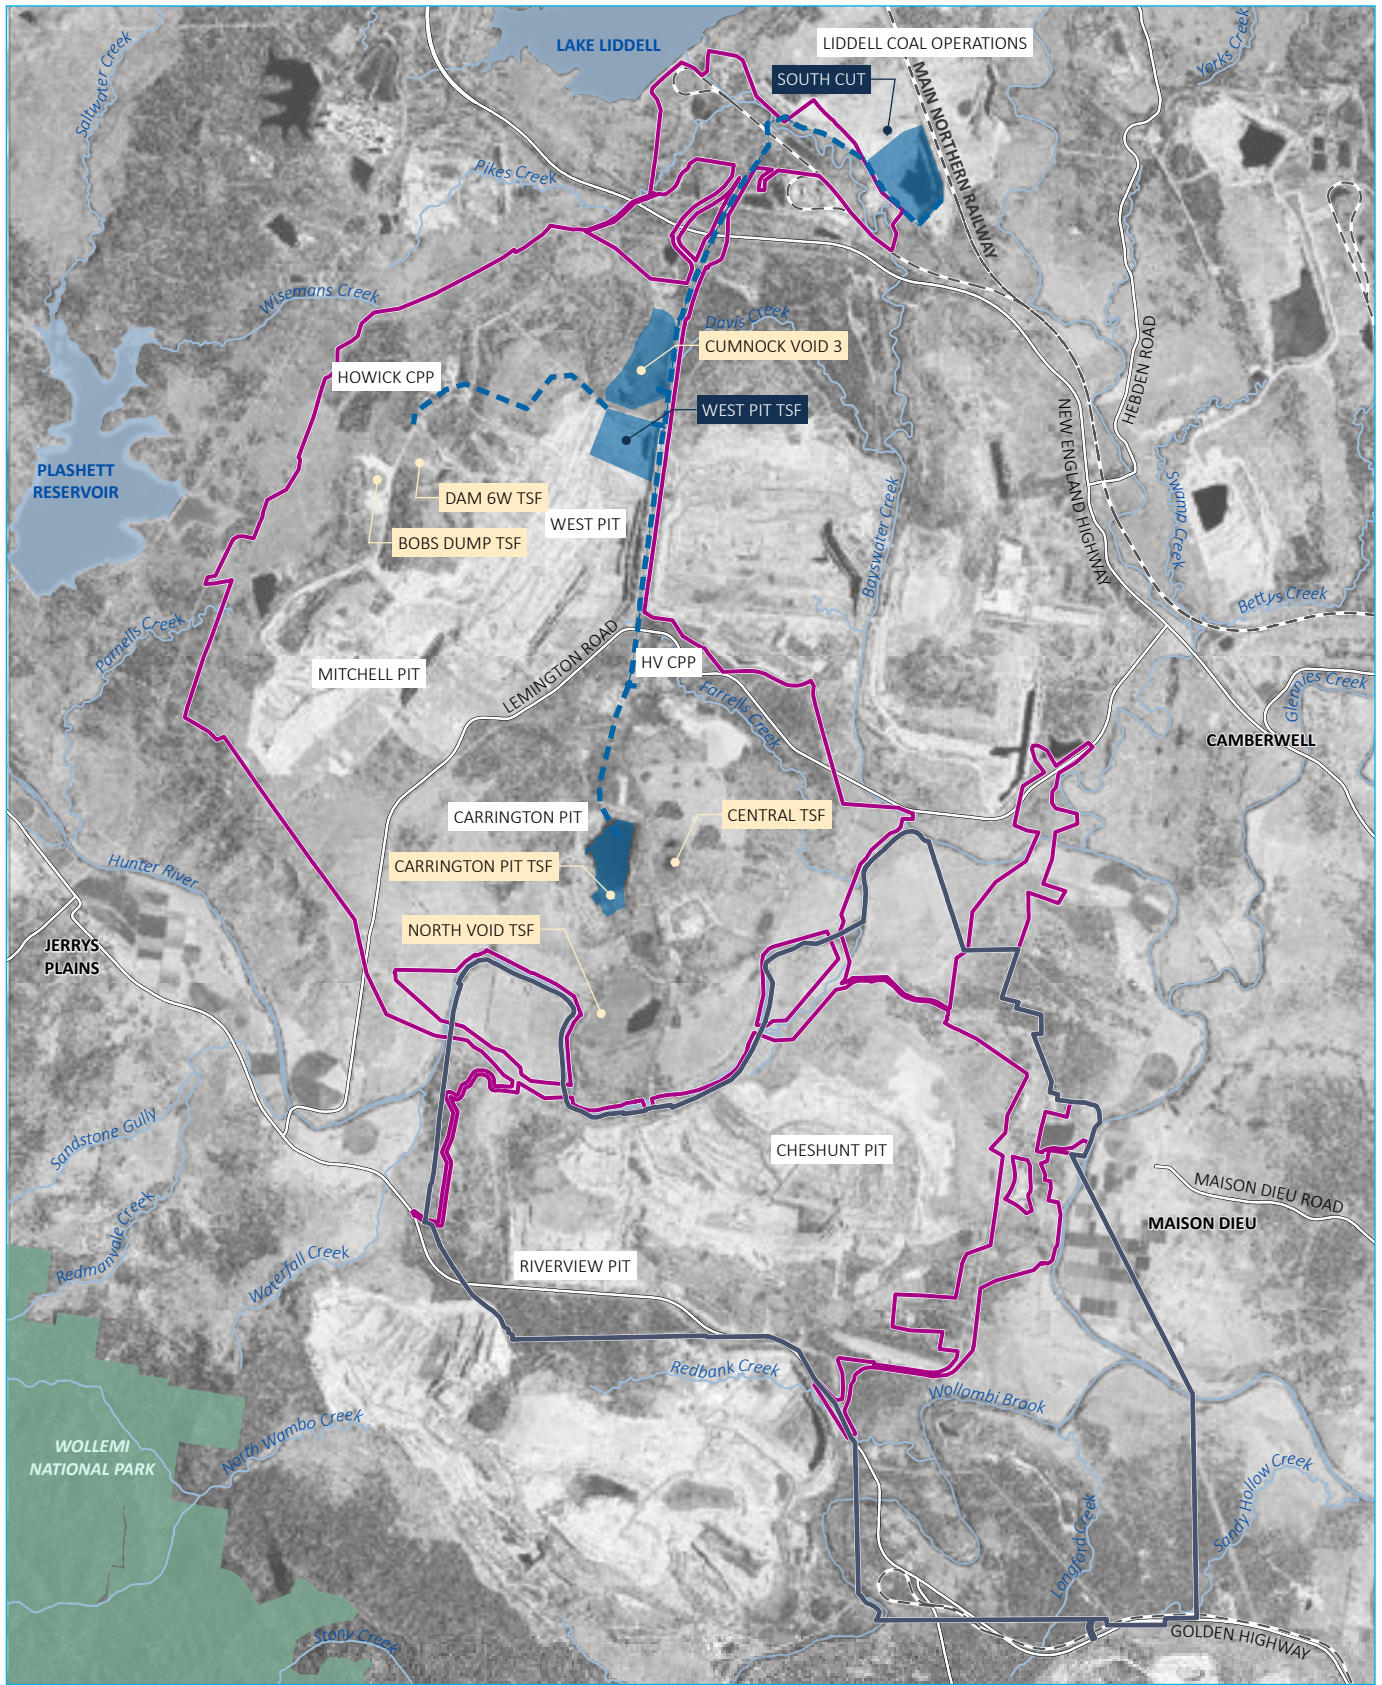 LAKE LIDDELL
LIDDELL COAL OPERATIONS
SOUTH CUT
MAIN NORTHERN RAILWAY
Yorks Creek
Saltwater Creek
Pikes Creek
Wisemans Creek
Davis Creek
CUMNOCK VOID 3
HOWICK CPP
WEST PIT TSF
HEBDEN ROAD
NEW ENGLAND HIGHWAY
PLASHETT
RESERVOIR
DAM 6W TSF
WEST PIT
BOBS DUMP TSF
Bayswater Creek
Swamp Creek
Bettys Creek
Parnells Creek
MITCHELL PIT
LEMINGTON ROAD
HV CPP
Farrells Creek
Glennies Creek
CAMBERWELL
CARRINGTON PIT
CENTRAL TSF
CARRINGTON PIT TSF
Hunter River
NORTH VOID TSF
JERRYS
PLAINS
Sandstone Gully
CHESHUNT PIT
MAISON DIEU ROAD
MAISON DIEU
Redmanvale Creek
Waterfall Creek
RIVERVIEW PIT
Redbank Creek
Wollombi Brook
North Wambo Creek
WOLLEMI
NATIONAL PARK
Sandy Hollow Creek
Longford Creek
Stony Creek
GOLDEN HIGHWAY